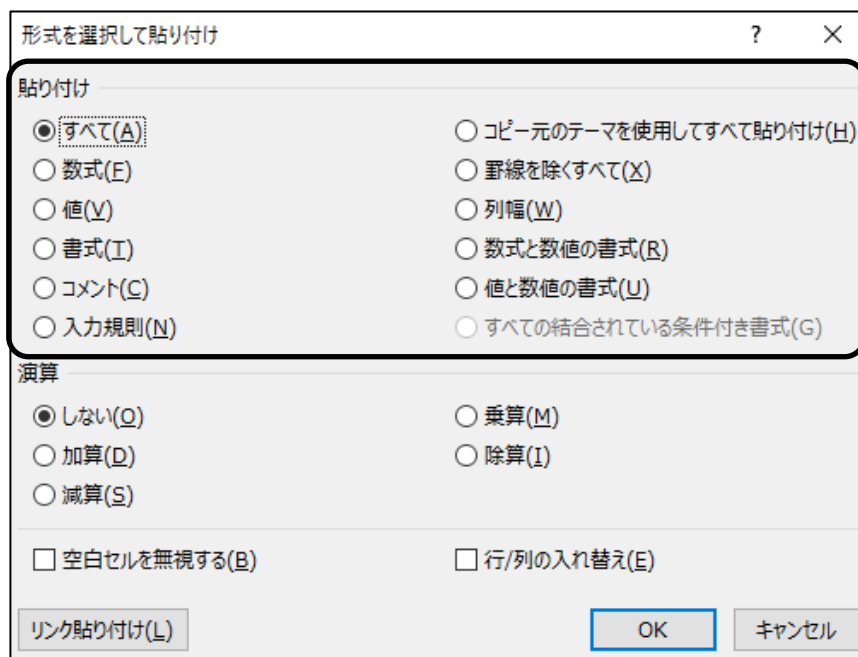 形式を選択して貼り付け ? ×
貼り付け
すべて(A) コピー元のテーマを使用してすべて貼り付け(H)
数式(F) 罫線を除くすべて(X)
値(V) 列幅(W)
書式(T) 数式と数値の書式(R)
コメント(C) 値と数値の書式(U)
入力規則(N) すべての結合されている条件付き書式(G)
演算
しない(O) 乗算(M)
加算(D) 除算(I)
減算(S)
空白セルを無視する(B) 行/列の入れ替え(E)
リンク貼り付け(L) OK キャンセル